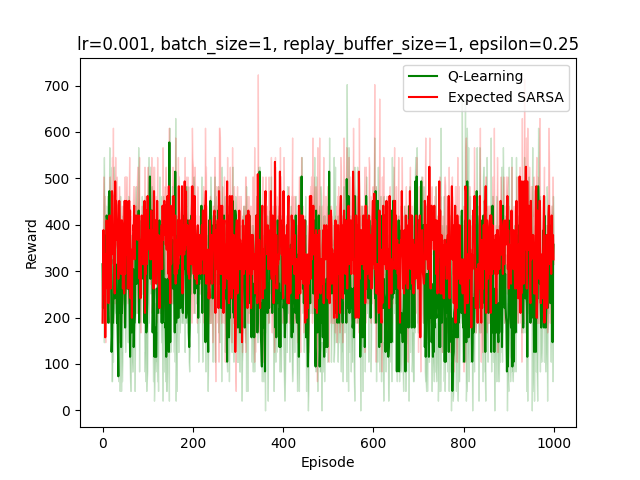 lr=0.001, batch_size=1, replay_buffer_size=1, epsilon=0.25
Q-Learning
Expected SARSA
700
600
500
400
300
200
100
0
Reward
0 200 400 600 800 1000
Episode